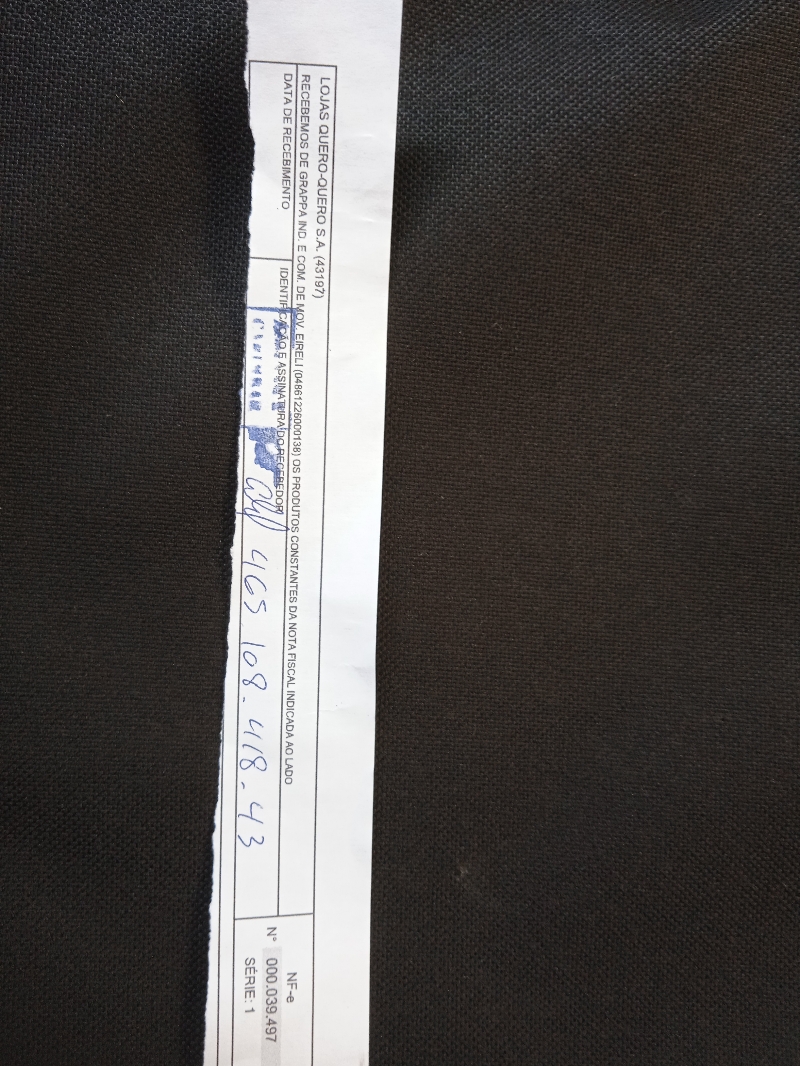 LOJAS QUERO-QUERO S.A. (43197)
RECEBEMOS DE GRAPPA IND. E COM. DE MOV. EIRELI (04861226000138) OS PRODUTOS CONSTANTES DA NOTA FISCAL INDICADA AO LADO
DATA DE RECEBIMENTO
IDENTIFICAÇÃO E ASSINATURA DO RECEBEDOR
465 108-418-43
NF-e
N° 000.039.497
SÉRIE: 1